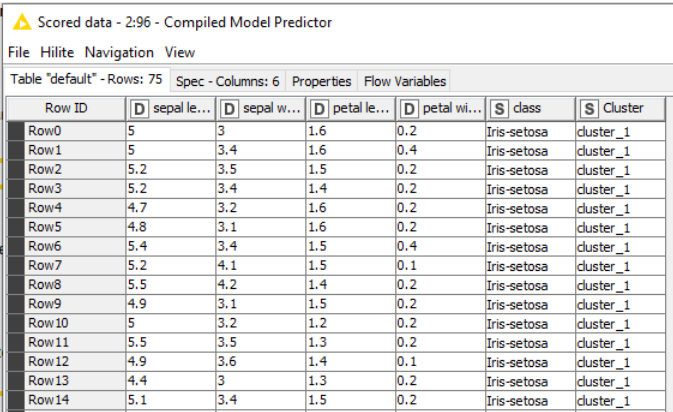 Scored data - 2:96 - Compiled Model Predictor
File Hilite Navigation View
Table "default" - Rows: 75 Spec - Columns: 6 Properties Flow Variables
Row ID D sepal le... D sepal w... D petal le... D petal wi... S class S Cluster
Row0 5 3 1.6 0.2 Iris-setosa cluster_1
Row1 5 3.4 1.6 0.4 Iris-setosa cluster_1
Row2 5.2 3.5 1.5 0.2 Iris-setosa cluster_1
Row3 5.2 3.4 1.4 0.2 Iris-setosa cluster_1
Row4 4.7 3.2 1.6 0.2 Iris-setosa cluster_1
Row5 4.8 3.1 1.6 0.2 Iris-setosa cluster_1
Row6 5.4 3.4 1.5 0.4 Iris-setosa cluster_1
Row7 5.2 4.1 1.5 0.1 Iris-setosa cluster_1
Row8 5.5 4.2 1.4 0.2 Iris-setosa cluster_1
Row9 4.9 3.1 1.5 0.2 Iris-setosa cluster_1
Row10 5 3.2 1.2 0.2 Iris-setosa cluster_1
Row11 5.5 3.5 1.3 0.2 Iris-setosa cluster_1
Row12 4.9 3.6 1.4 0.1 Iris-setosa cluster_1
Row13 4.4 3 1.3 0.2 Iris-setosa cluster_1
Row14 5.1 3.4 1.5 0.2 Iris-setosa cluster_1